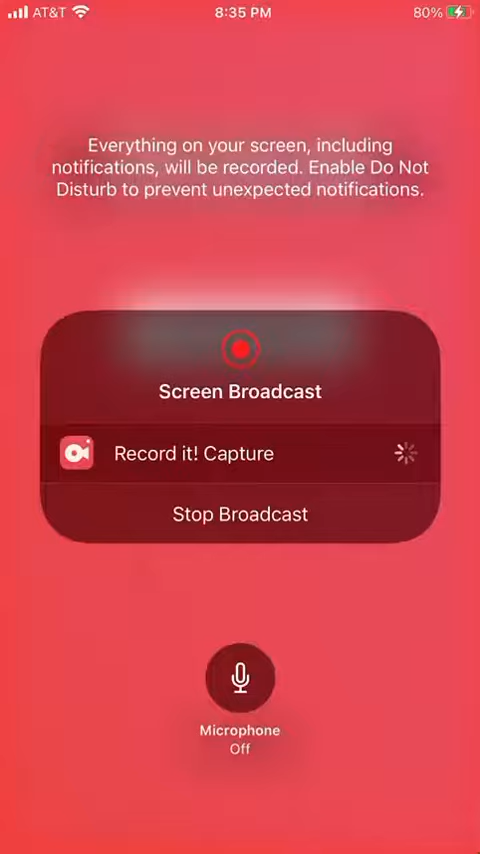 AT&T 8:35 PM 80%
Everything on your screen, including
notifications, will be recorded. Enable Do Not
Disturb to prevent unexpected notifications.
Screen Broadcast
Record it! Capture
Stop Broadcast
Microphone
Off